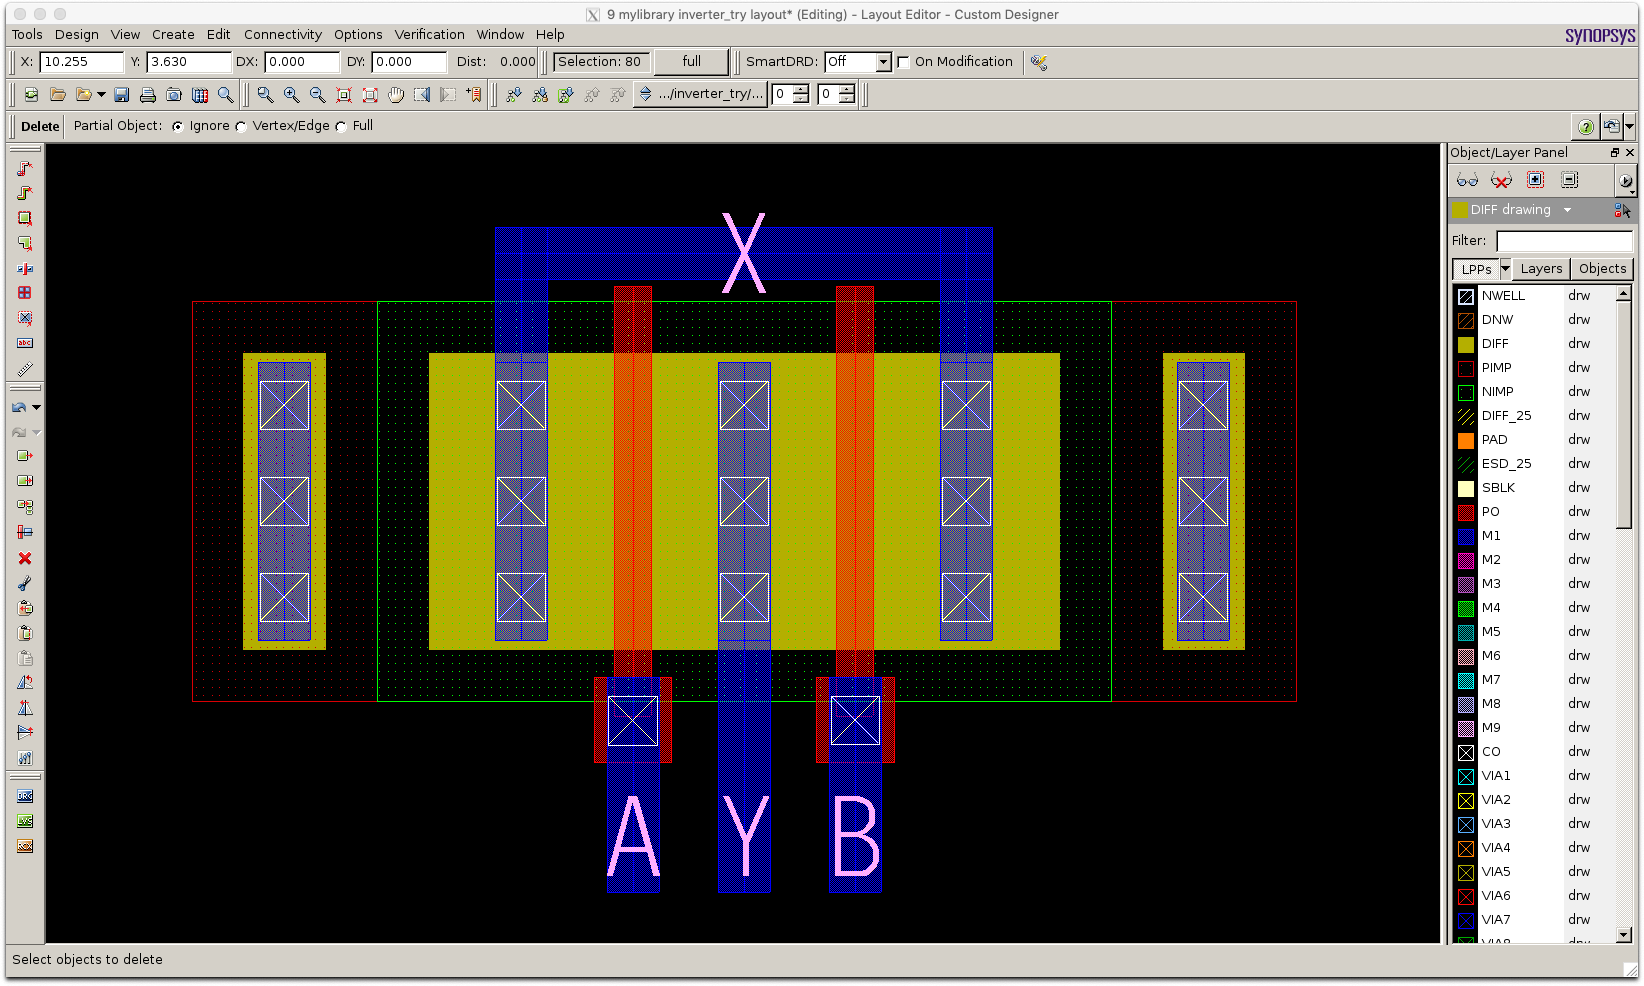 9 mylibrary inverter_try layout* (Editing) - Layout Editor - Custom Designer
Tools Design View Create Edit Connectivity Options Verification Window Help
SYNOPSYS
X: 10.255 Y: 3.630 DX: 0.000 DY: 0.000 Dist: 0.000 Selection: 80 full SmartDRD: Off On Modification
.../inverter_try/... 0 0
Delete Partial Object: Ignore Vertex/Edge Full
Object/Layer Panel
DIFF drawing
Filter:
LPPs Layers Objects
NWELL drw
DNW drw
DIFF drw
PIMP drw
NIMP drw
DIFF_25 drw
PAD drw
ESD_25 drw
SBLK drw
PO drw
M1 drw
M2 drw
M3 drw
M4 drw
M5 drw
M6 drw
M7 drw
M8 drw
M9 drw
CO drw
VIA1 drw
VIA2 drw
VIA3 drw
VIA4 drw
VIA5 drw
VIA6 drw
VIA7 drw
X
A Y B
abc
DRC
LVS
Select objects to delete